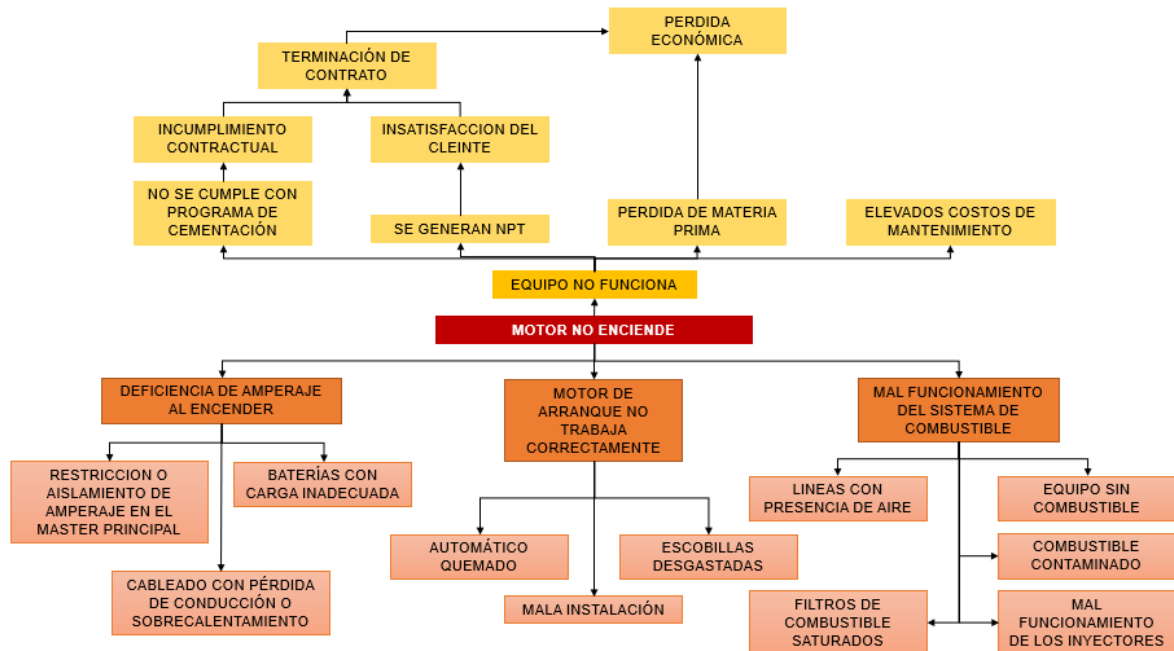 PERDIDA
ECONÓMICA
TERMINACIÓN DE
CONTRATO
INCUMPLIMIENTO
CONTRACTUAL
INSATISFACCION DEL
CLEINTE
NO SE CUMPLE CON
PROGRAMA DE
CEMENTACIÓN
SE GENERAN NPT
PERDIDA DE MATERIA
PRIMA
ELEVADOS COSTOS DE
MANTENIMIENTO
EQUIPO NO FUNCIONA
MOTOR NO ENCIENDE
DEFICIENCIA DE AMPERAJE
AL ENCENDER
MOTOR DE
ARRANQUE NO
TRABAJA
CORRECTAMENTE
MAL FUNCIONAMIENTO
DEL SISTEMA DE
COMBUSTIBLE
RESTRICCION O
AISLAMIENTO DE
AMPERAJE EN EL
MASTER PRINCIPAL
BATERÍAS CON
CARGA INADECUADA
LINEAS CON
PRESENCIA DE AIRE
EQUIPO SIN
COMBUSTIBLE
AUTOMÁTICO
QUEMADO
ESCOBILLAS
DESGASTADAS
COMBUSTIBLE
CONTAMINADO
CABLEADO CON PÉRDIDA
DE CONDUCCIÓN O
SOBRECALENTAMIENTO
MALA INSTALACIÓN
FILTROS DE
COMBUSTIBLE
SATURADOS
MAL
FUNCIONAMIENTO
DE LOS INYECTORES